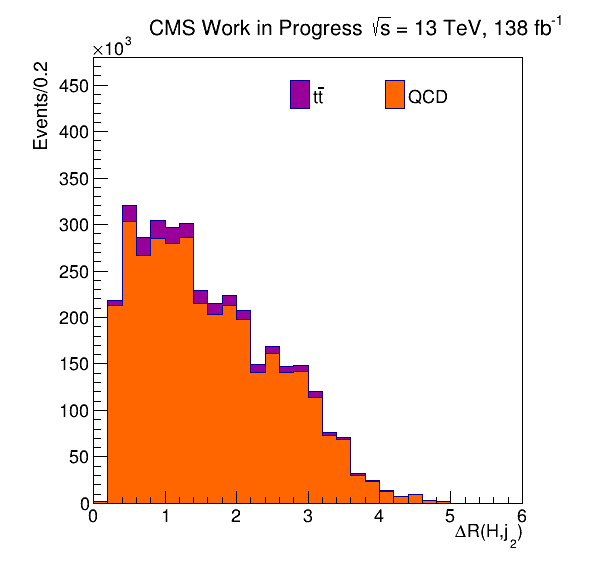 CMS Work in Progress √s = 13 TeV, 138 fb⁻¹
×10³
Events/0.2
tt̄
QCD
450
400
350
300
250
200
150
100
50
0
0 1 2 3 4 5 6
ΔR(H,j₂)